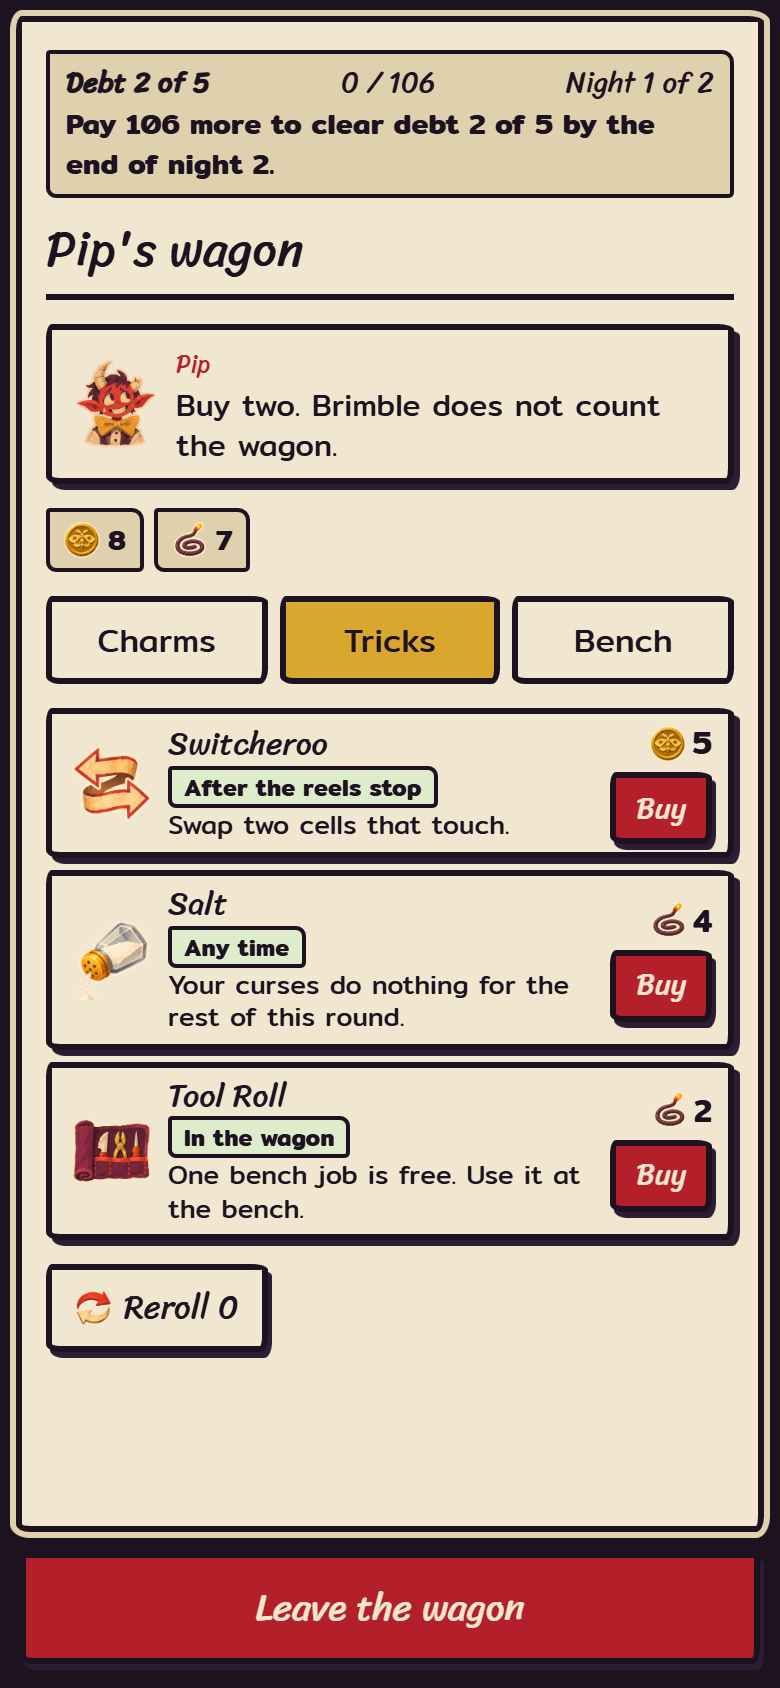 Debt 2 of 5 0 / 106 Night 1 of 2
Pay 106 more to clear debt 2 of 5 by the
end of night 2.
Pip's wagon
Pip
Buy two. Brimble does not count
the wagon.
8 7
Charms Tricks Bench
Switcheroo
5
After the reels stop
Swap two cells that touch.
Buy
Salt
4
Any time
Your curses do nothing for the
rest of this round.
Buy
Tool Roll
2
In the wagon
One bench job is free. Use it at
the bench.
Buy
Reroll 0
Leave the wagon